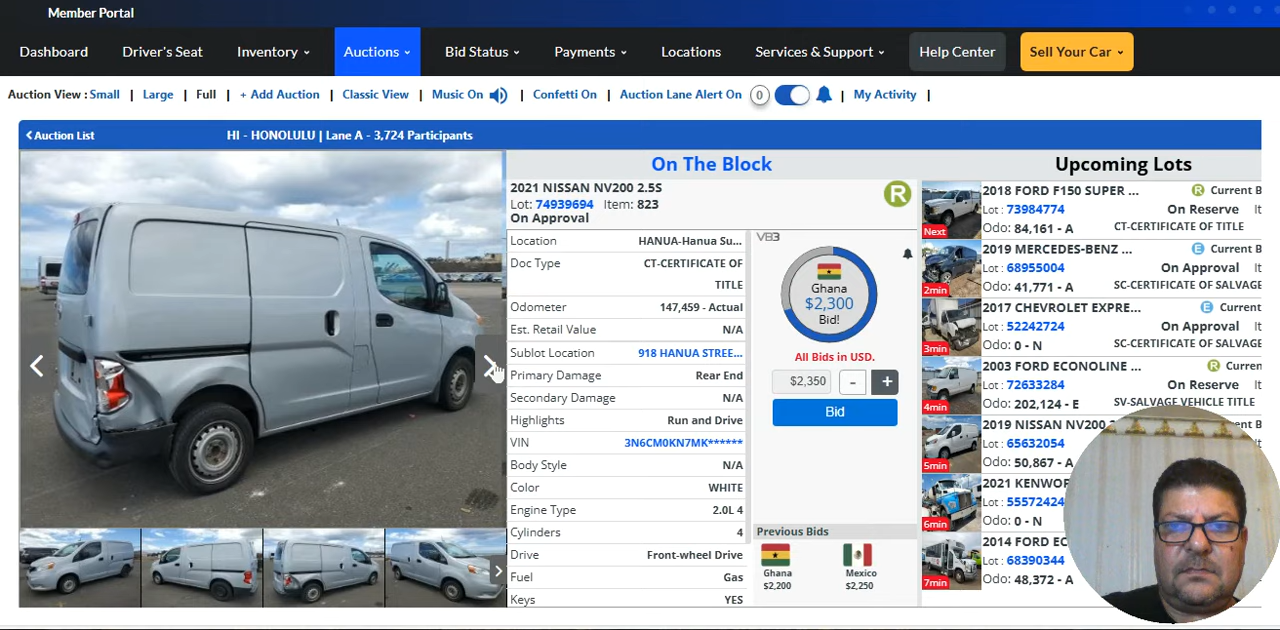 Member Portal
Dashboard Driver's Seat Inventory Auctions Bid Status Payments Locations Services & Support Help Center Sell Your Car
Auction View : Small | Large | Full | + Add Auction | Classic View | Music On | Confetti On | Auction Lane Alert On 0 | My Activity |
Auction List HI - HONOLULU | Lane A - 3,724 Participants
On The Block
2021 NISSAN NV200 2.5S
Lot: 74939694 Item: 823
On Approval
R
Location HANUA-Hanua Su...
Doc Type CT-CERTIFICATE OF
TITLE
Odometer 147,459 - Actual
Est. Retail Value N/A
Sublot Location 918 HANUA STREE...
Primary Damage Rear End
Secondary Damage N/A
Highlights Run and Drive
VIN 3N6CM0KN7MK******
Body Style N/A
Color WHITE
Engine Type 2.0L 4
Cylinders 4
Drive Front-wheel Drive
Fuel Gas
Keys YES
VB3
Ghana
$2,300
Bid!
All Bids in USD.
$2,350 - +
Bid
Previous Bids
Ghana
$2,200
Mexico
$2,250
Upcoming Lots
2018 FORD F150 SUPER ... R Current B
Lot : 73984774 On Reserve It
Odo: 84,161 - A CT-CERTIFICATE OF TITLE
Next
2019 MERCEDES-BENZ ... E Current B
Lot : 68955004 On Approval It
Odo: 41,771 - A SC-CERTIFICATE OF SALVAGE
2min
2017 CHEVROLET EXPRE... E Current
Lot : 52242724 On Approval It
Odo: 0 - N SC-CERTIFICATE OF SALVAGE
3min
2003 FORD ECONOLINE ... R Curren
Lot : 72633284 On Reserve It
Odo: 202,124 - E SV-SALVAGE VEHICLE TITLE
4min
2019 NISSAN NV200
Lot : 65632054
Odo: 50,867 - A
5min
2021 KENWOR
Lot : 55572424
Odo: 0 - N
6min
2014 FORD EC
Lot : 68390344
Odo: 48,372 - A
7min